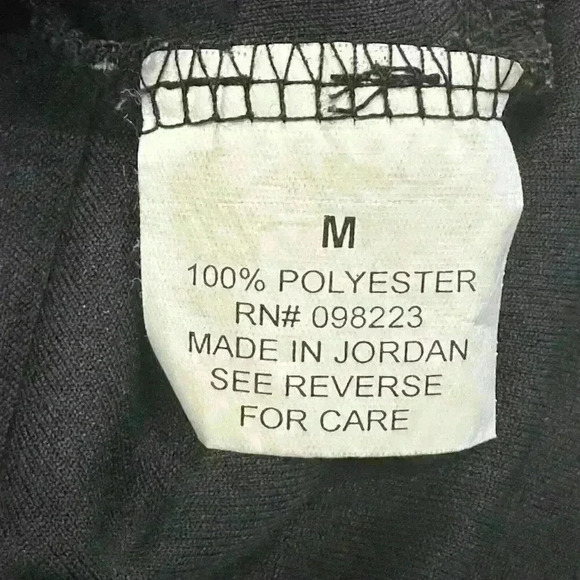 M
100% POLYESTER
RN# 098223
MADE IN JORDAN
SEE REVERSE
FOR CARE